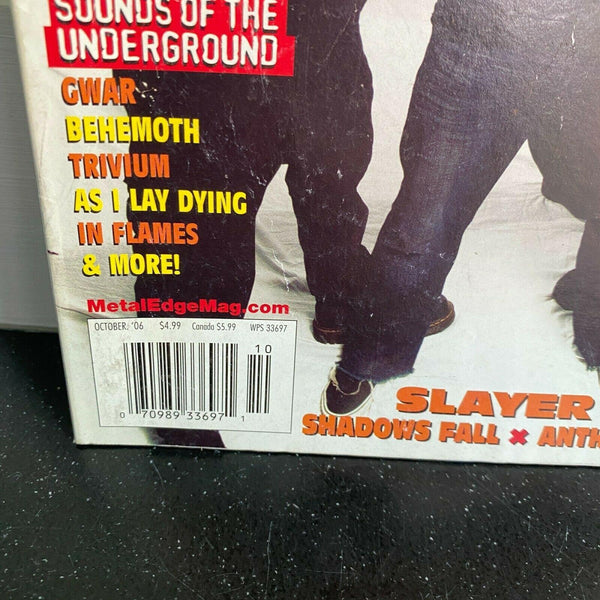 SOUNDS OF THE
UNDERGROUND
GWAR
BEHEMOTH
TRIVIUM
AS I LAY DYING
IN FLAMES
& MORE!
MetalEdgeMag.com
OCTOBER, '06 $4.99 Canada $5.99 WPS 33697
10
0 70989 33697 1
SLAYER
SHADOWS FALL × ANTH